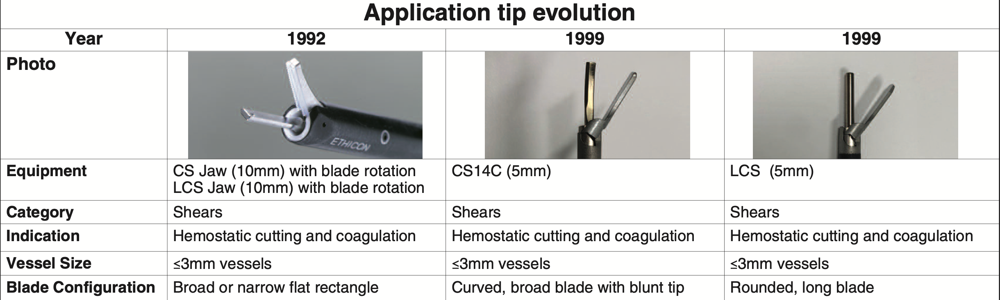 Application tip evolution
Year 1992 1999 1999
Photo
ETHICON
Equipment CS Jaw (10mm) with blade rotation CS14C (5mm) LCS (5mm)
LCS Jaw (10mm) with blade rotation
Category Shears Shears Shears
Indication Hemostatic cutting and coagulation Hemostatic cutting and coagulation Hemostatic cutting and coagulation
Vessel Size ≤3mm vessels ≤3mm vessels ≤3mm vessels
Blade Configuration Broad or narrow flat rectangle Curved, broad blade with blunt tip Rounded, long blade